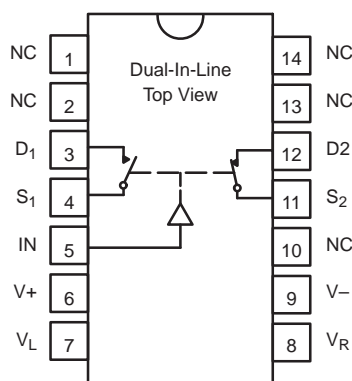 NC 1 14 NC
Dual-In-Line
Top View
NC 2 13 NC
D1 3 12 D2
S1 4 11 S2
IN 5 10 NC
V+ 6 9 V–
VL 7 8 VR